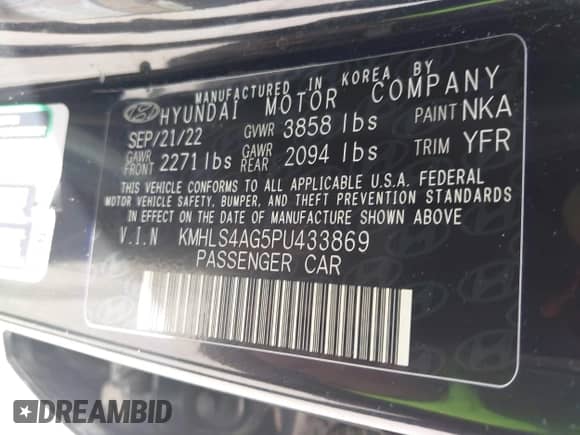 MANUFACTURED IN KOREA BY
HYUNDAI MOTOR COMPANY
SEP/21/22 GVWR 3858 lbs PAINT NKA
GAWR FRONT 2271 lbs GAWR REAR 2094 lbs TRIM YFR
THIS VEHICLE CONFORMS TO ALL APPLICABLE U.S.A. FEDERAL
MOTOR VEHICLE SAFETY, BUMPER, AND THEFT PREVENTION STANDARDS
IN EFFECT ON THE DATE OF MANUFACTURE SHOWN ABOVE
V.I.N KMHLS4AG5PU433869
PASSENGER CAR
DREAMBID